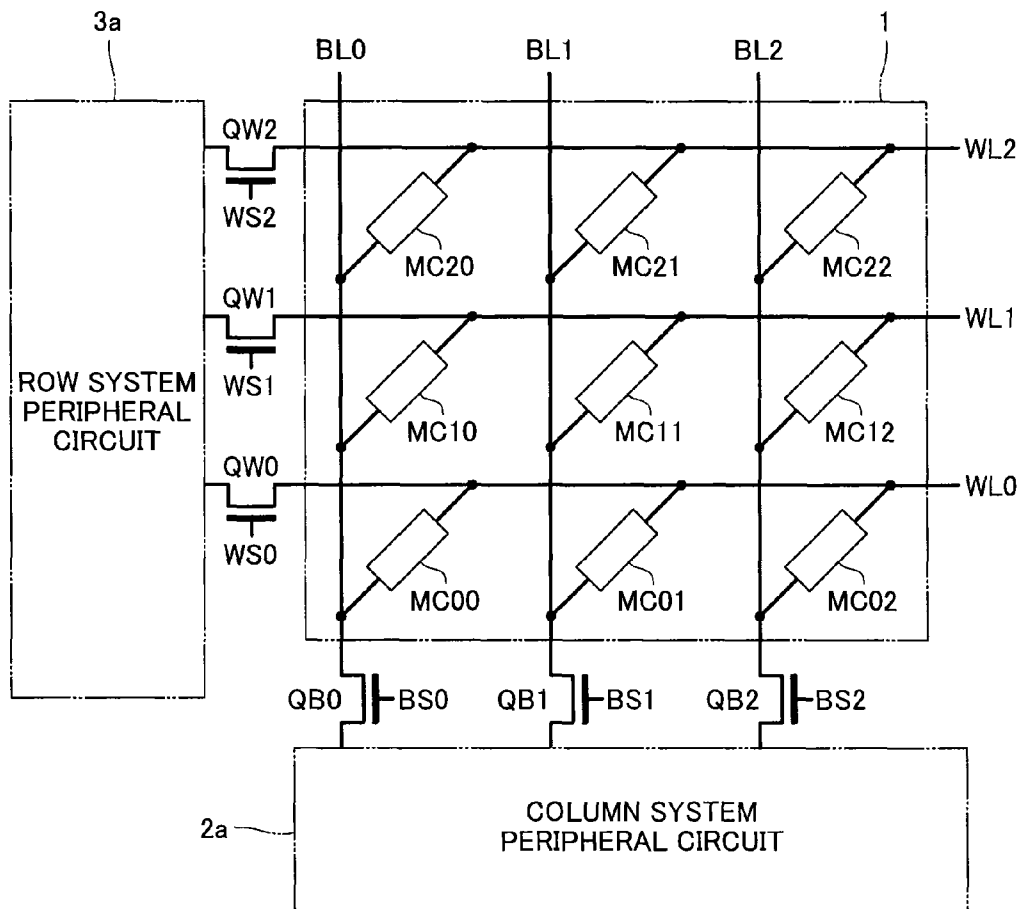 3a
1
BL0
BL1
BL2
QW2
WL2
WS2
MC20
MC21
MC22
QW1
WL1
WS1
ROW SYSTEM
PERIPHERAL
CIRCUIT
MC10
MC11
MC12
QW0
WL0
WS0
MC00
MC01
MC02
QB0
BS0
QB1
BS1
QB2
BS2
2a
COLUMN SYSTEM
PERIPHERAL CIRCUIT